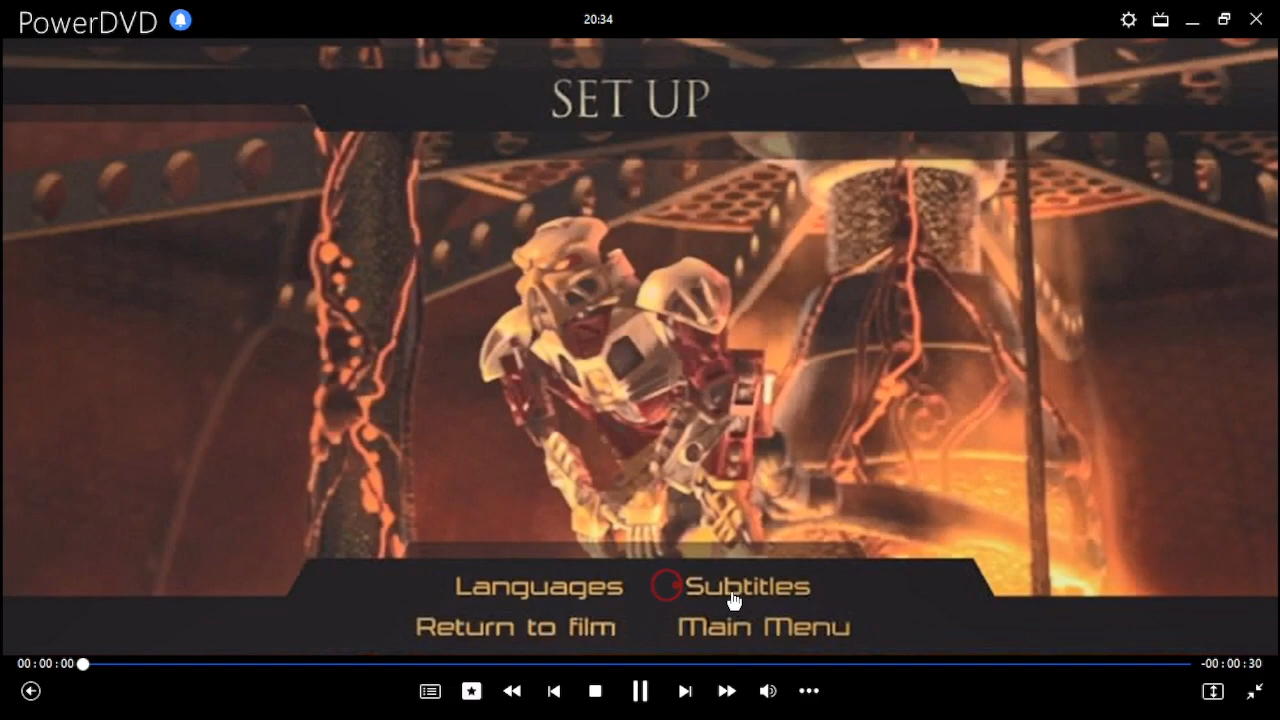 PowerDVD
20:34
SET UP
Languages
Subtitles
Return to film
Main Menu
00:00:00
-00:00:30